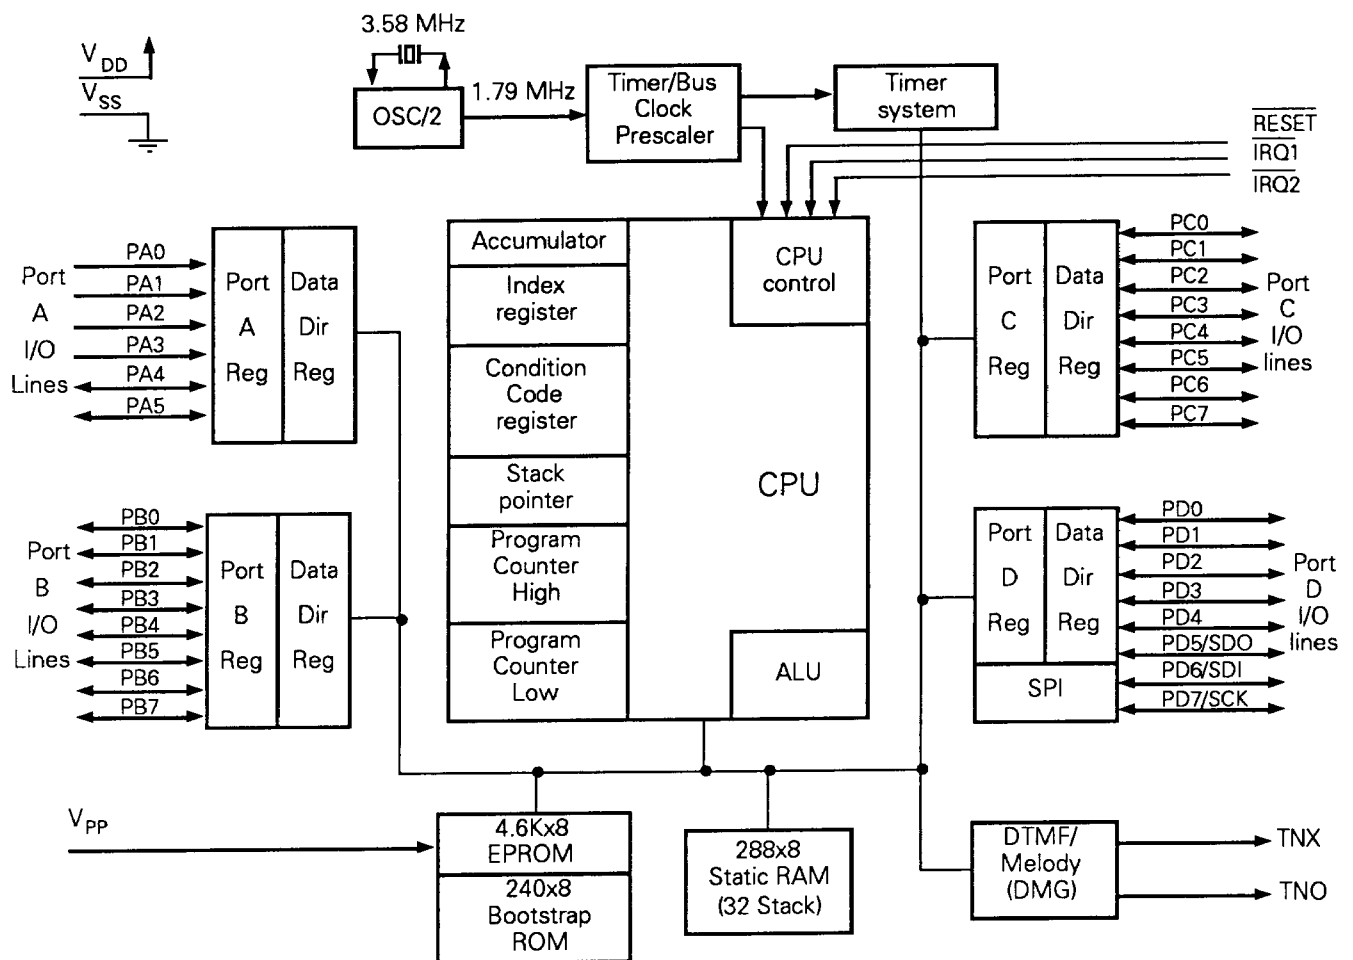 3.58 MHz
V DD
V SS
OSC/2
1.79 MHz
Timer/Bus
Clock
Prescaler
Timer
system
RESET
IRQ1
IRQ2
Port
A
I/O
Lines
PA0
PA1
PA2
PA3
PA4
PA5
Port
A
Reg
Data
Dir
Reg
Accumulator
Index
register
Condition
Code
register
Stack
pointer
Program
Counter
High
Program
Counter
Low
CPU
control
CPU
ALU
Port
C
Reg
Data
Dir
Reg
PC0
PC1
PC2
PC3
PC4
PC5
PC6
PC7
Port
C
I/O
lines
Port
B
I/O
Lines
PB0
PB1
PB2
PB3
PB4
PB5
PB6
PB7
Port
B
Reg
Data
Dir
Reg
Port
D
Reg
Data
Dir
Reg
SPI
PD0
PD1
PD2
PD3
PD4
PD5/SDO
PD6/SDI
PD7/SCK
Port
D
I/O
lines
V PP
4.6Kx8
EPROM
240x8
Bootstrap
ROM
288x8
Static RAM
(32 Stack)
DTMF/
Melody
(DMG)
TNX
TNO